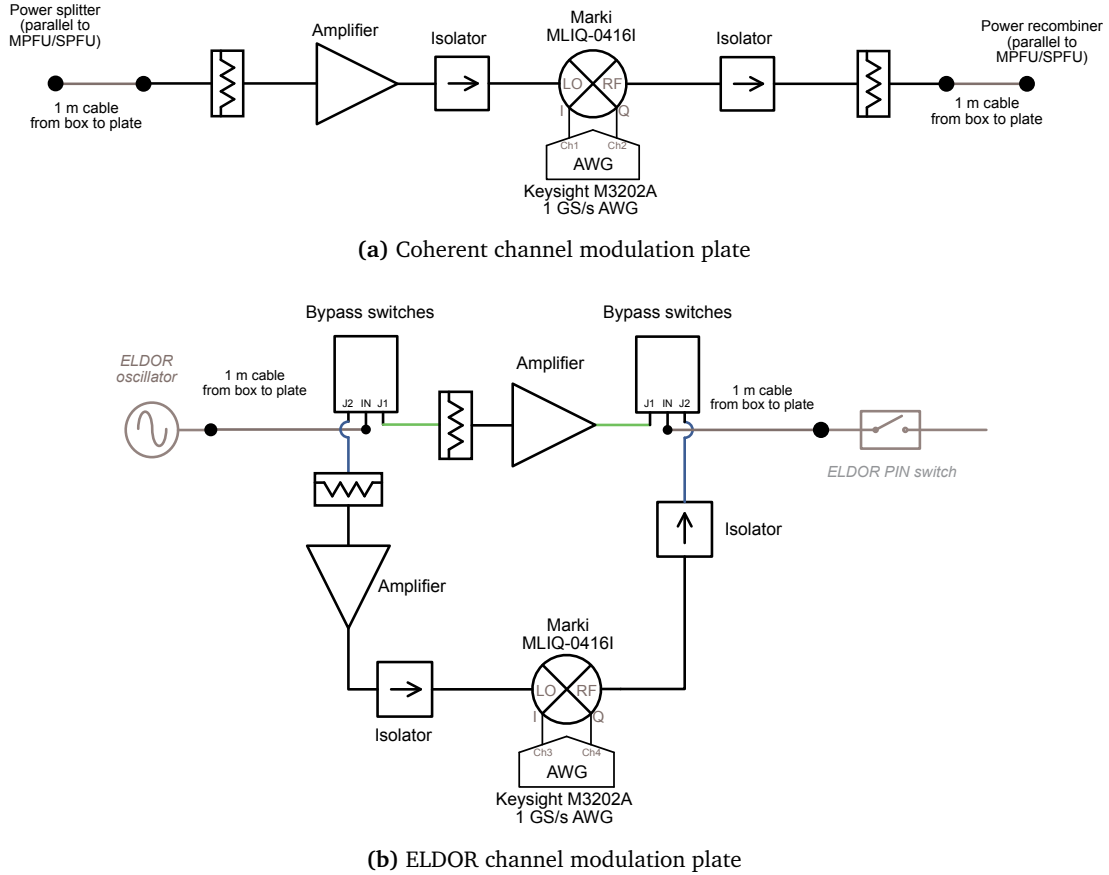 Power splitter
(parallel to
MPFU/SPFU)
1 m cable
from box to plate
Amplifier
Isolator
Marki
MLIQ-0416I
LO
RF
I
Q
Ch1
Ch2
AWG
Keysight M3202A
1 GS/s AWG
Isolator
Power recombiner
(parallel to
MPFU/SPFU)
1 m cable
from box to plate
(a) Coherent channel modulation plate
Bypass switches
Bypass switches
ELDOR
oscillator
1 m cable
from box to plate
J2 IN J1
Amplifier
J1 IN J2
1 m cable
from box to plate
ELDOR PIN switch
Isolator
Amplifier
Isolator
Marki
MLIQ-0416I
LO
RF
I
Q
Ch3
Ch4
AWG
Keysight M3202A
1 GS/s AWG
(b) ELDOR channel modulation plate